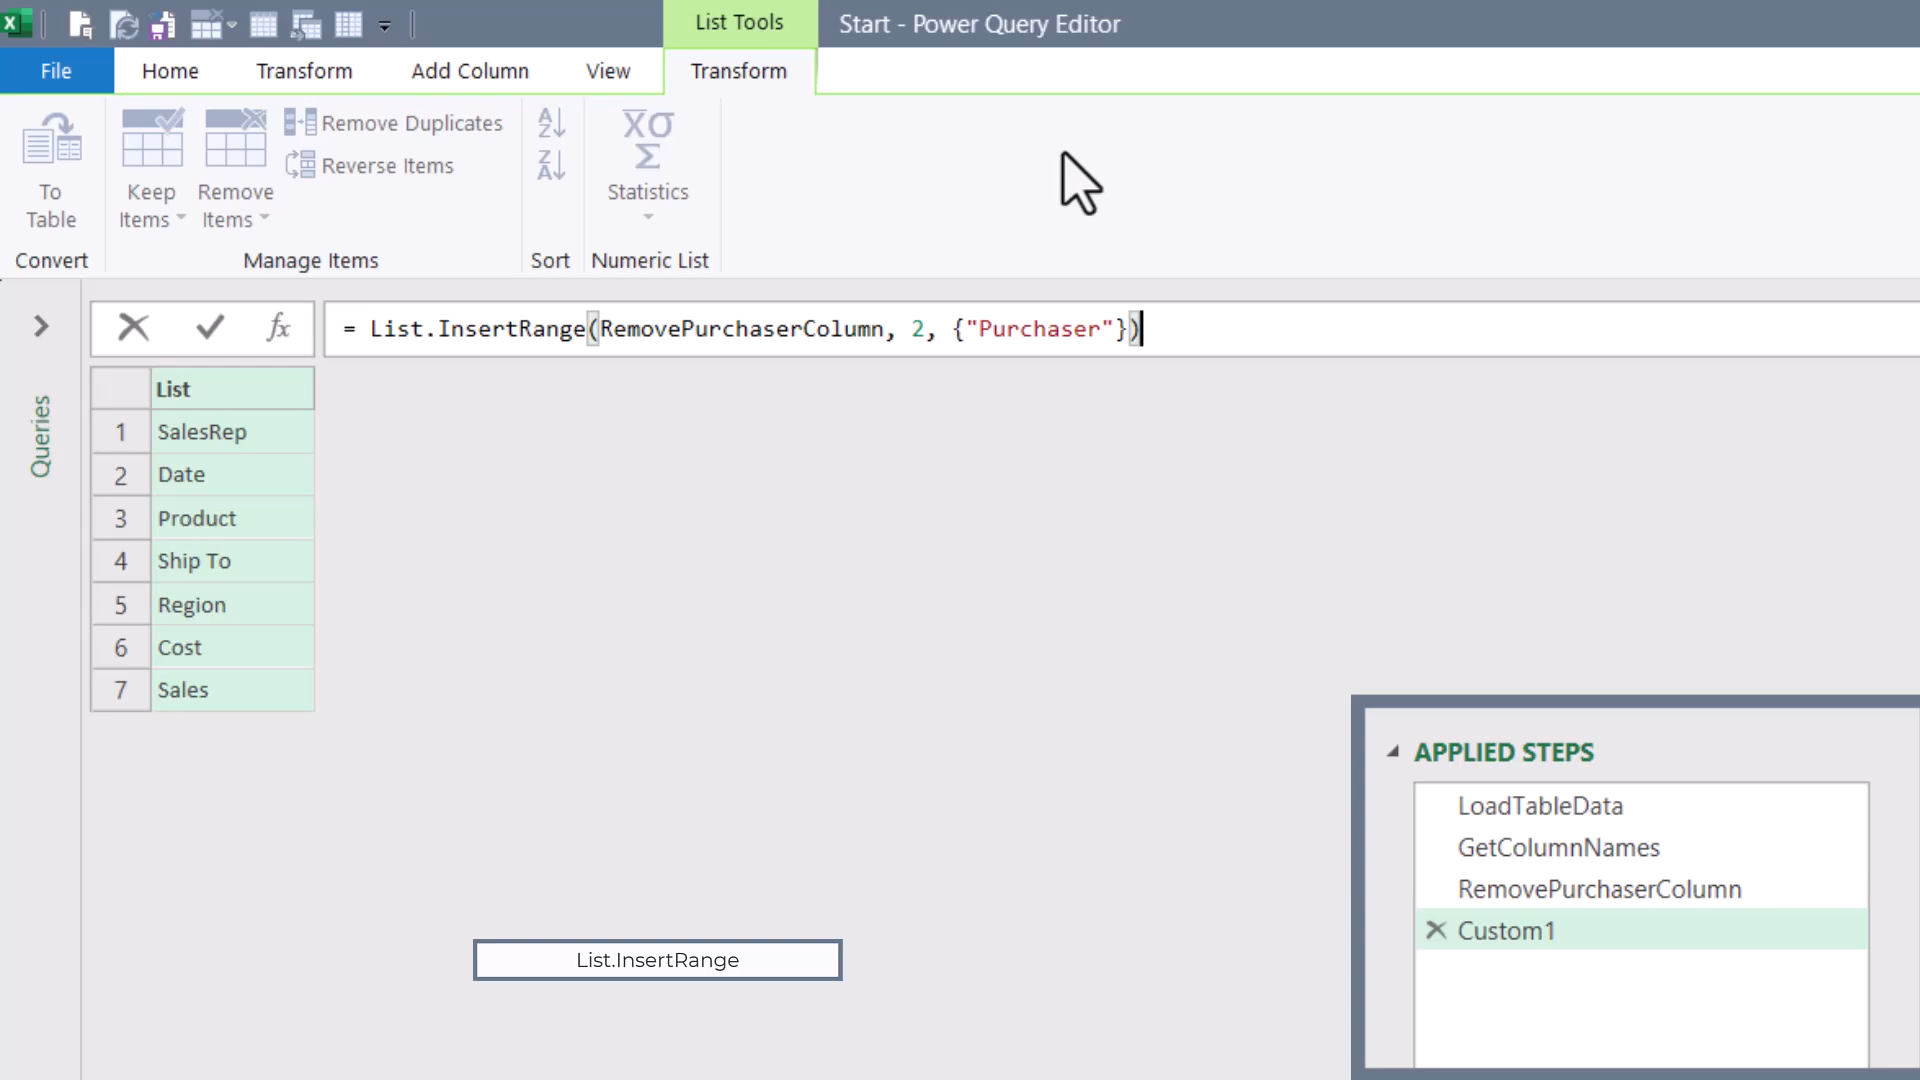 List Tools
Start - Power Query Editor
File
Home
Transform
Add Column
View
Transform
To
Table
Keep
Items
Remove
Items
Remove Duplicates
Reverse Items
A
Z
Z
A
Statistics
Convert
Manage Items
Sort
Numeric List
fx
= List.InsertRange(RemovePurchaserColumn, 2, {"Purchaser"})
Queries
List
1 SalesRep
2 Date
3 Product
4 Ship To
5 Region
6 Cost
7 Sales
List.InsertRange
APPLIED STEPS
LoadTableData
GetColumnNames
RemovePurchaserColumn
Custom1